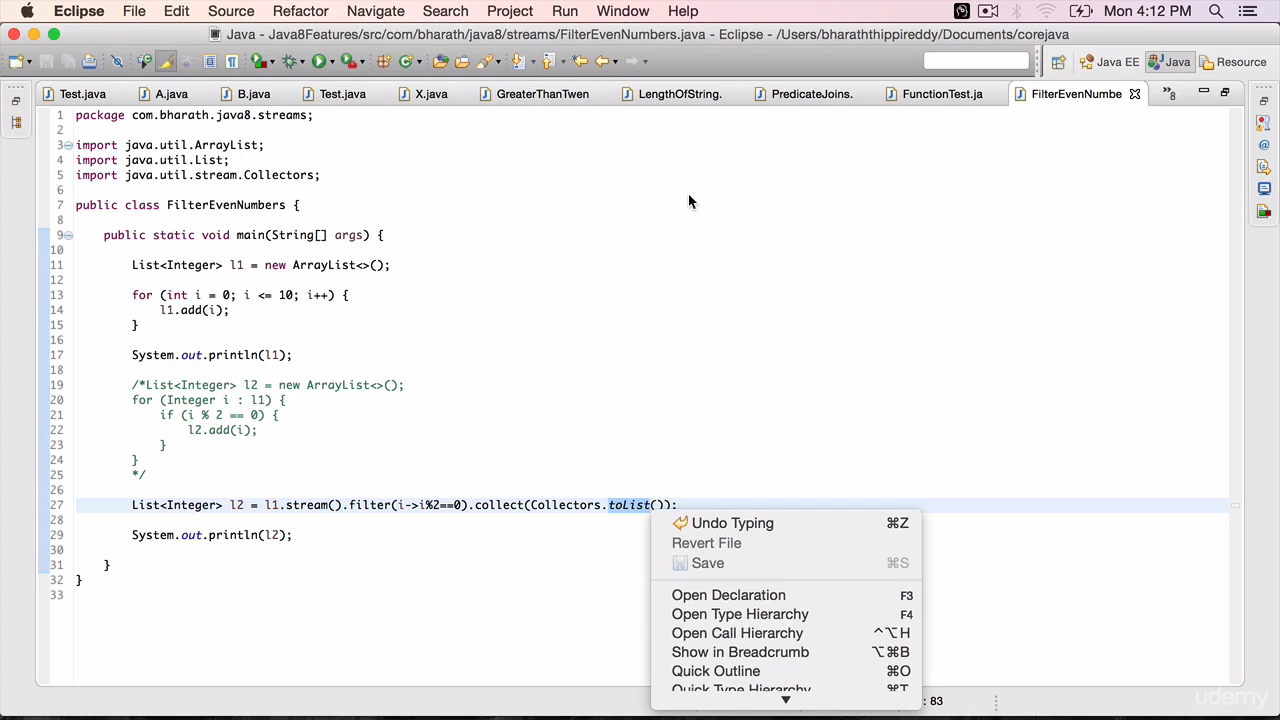 Eclipse File Edit Source Refactor Navigate Search Project Run Window Help Mon 4:12 PM
Java - Java8Features/src/com/bharath/java8/streams/FilterEvenNumbers.java - Eclipse - /Users/bharaththippireddy/Documents/corejava
Java EE Java Resource
Test.java A.java B.java Test.java X.java GreaterThanTwen LengthOfString. PredicateJoins. FunctionTest.ja FilterEvenNumbe »8
1 package com.bharath.java8.streams;
2
3 import java.util.ArrayList;
4 import java.util.List;
5 import java.util.stream.Collectors;
6
7 public class FilterEvenNumbers {
8
9 public static void main(String[] args) {
10
11 List<Integer> l1 = new ArrayList<>();
12
13 for (int i = 0; i <= 10; i++) {
14 l1.add(i);
15 }
16
17 System.out.println(l1);
18
19 /*List<Integer> l2 = new ArrayList<>();
20 for (Integer i : l1) {
21 if (i % 2 == 0) {
22 l2.add(i);
23 }
24 }
25 */
26
27 List<Integer> l2 = l1.stream().filter(i->i%2==0).collect(Collectors.toList());
28
29 System.out.println(l2);
30
31 }
32 }
33
Undo Typing ⌘Z
Revert File
Save ⌘S
Open Declaration F3
Open Type Hierarchy F4
Open Call Hierarchy ^⌥H
Show in Breadcrumb ⌥⌘B
Quick Outline ⌘O
Quick Type Hierarchy ⌘T
: 83
udemy